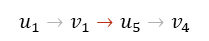 u₁ → v₁ → u₅ → v₄